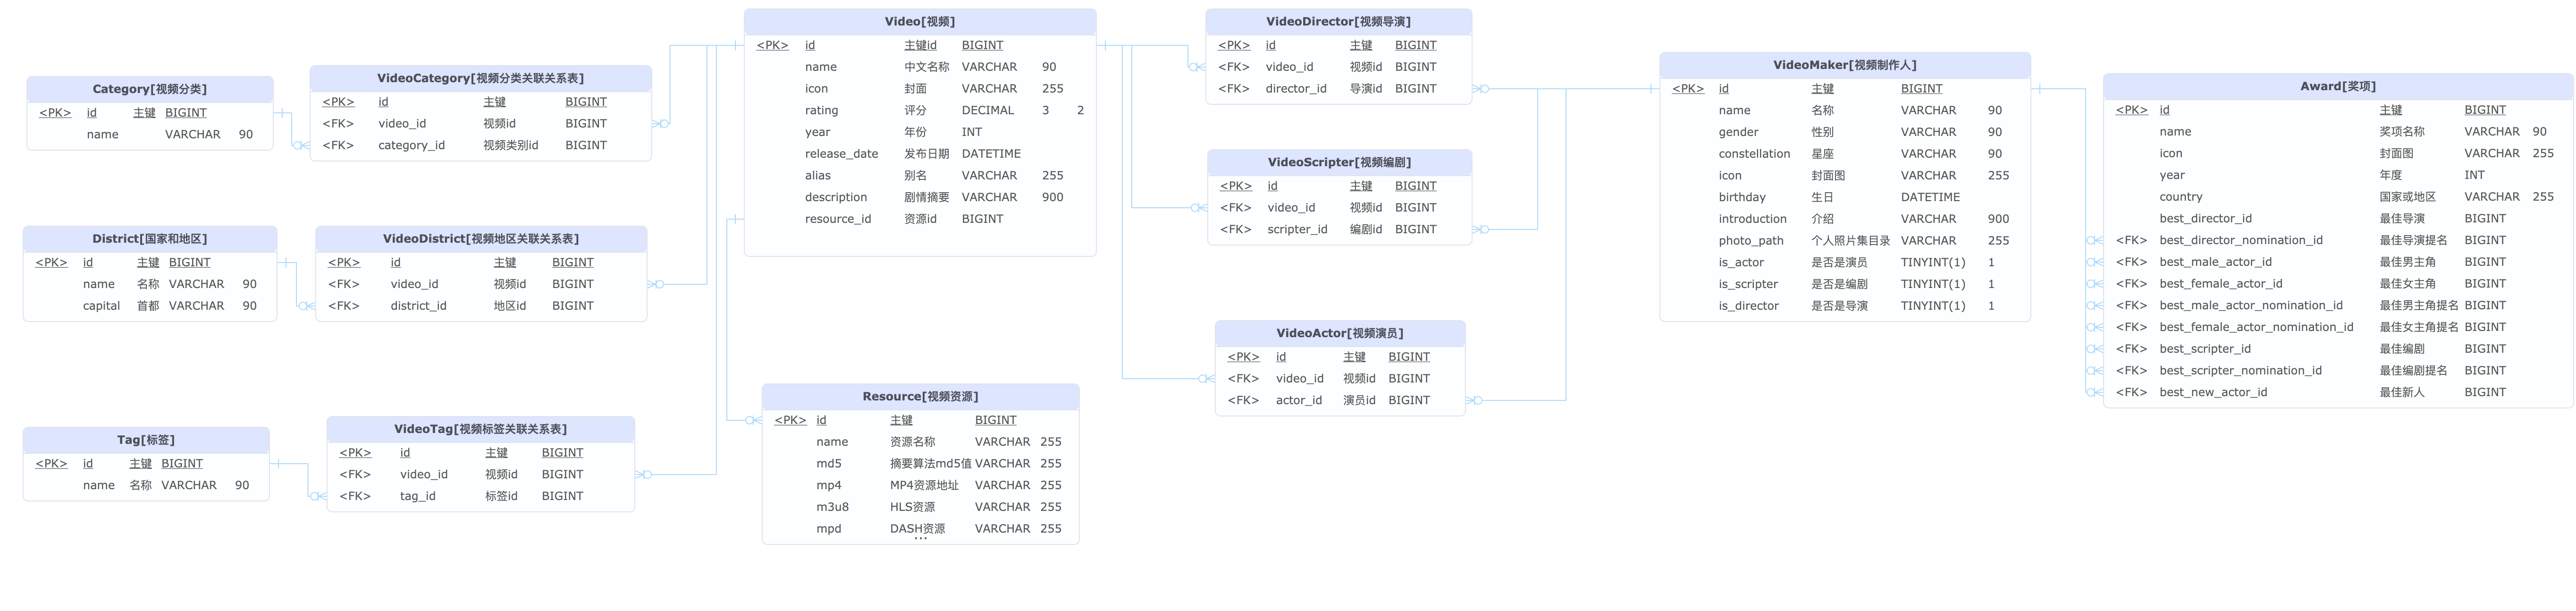 Category[视频分类]
<PK> id 主键 BIGINT
name VARCHAR 90
District[国家和地区]
<PK> id 主键 BIGINT
name 名称 VARCHAR 90
capital 首都 VARCHAR 90
Tag[标签]
<PK> id 主键 BIGINT
name 名称 VARCHAR 90
VideoCategory[视频分类关联关系表]
<PK> id 主键 BIGINT
<FK> video_id 视频id BIGINT
<FK> category_id 视频类别id BIGINT
VideoDistrict[视频地区关联关系表]
<PK> id 主键 BIGINT
<FK> video_id 视频id BIGINT
<FK> district_id 地区id BIGINT
VideoTag[视频标签关联关系表]
<PK> id 主键 BIGINT
<FK> video_id 视频id BIGINT
<FK> tag_id 标签id BIGINT
Video[视频]
<PK> id 主键id BIGINT
name 中文名称 VARCHAR 90
icon 封面 VARCHAR 255
rating 评分 DECIMAL 3 2
year 年份 INT
release_date 发布日期 DATETIME
alias 别名 VARCHAR 255
description 剧情摘要 VARCHAR 900
resource_id 资源id BIGINT
Resource[视频资源]
<PK> id 主键 BIGINT
name 资源名称 VARCHAR 255
md5 摘要算法md5值 VARCHAR 255
mp4 MP4资源地址 VARCHAR 255
m3u8 HLS资源 VARCHAR 255
mpd DASH资源 VARCHAR 255
...
VideoDirector[视频导演]
<PK> id 主键 BIGINT
<FK> video_id 视频id BIGINT
<FK> director_id 导演id BIGINT
VideoScripter[视频编剧]
<PK> id 主键 BIGINT
<FK> video_id 视频id BIGINT
<FK> scripter_id 编剧id BIGINT
VideoActor[视频演员]
<PK> id 主键 BIGINT
<FK> video_id 视频id BIGINT
<FK> actor_id 演员id BIGINT
VideoMaker[视频制作人]
<PK> id 主键 BIGINT
name 名称 VARCHAR 90
gender 性别 VARCHAR 90
constellation 星座 VARCHAR 90
icon 封面图 VARCHAR 255
birthday 生日 DATETIME
introduction 介绍 VARCHAR 900
photo_path 个人照片集目录 VARCHAR 255
is_actor 是否是演员 TINYINT(1) 1
is_scripter 是否是编剧 TINYINT(1) 1
is_director 是否是导演 TINYINT(1) 1
Award[奖项]
<PK> id 主键 BIGINT
name 奖项名称 VARCHAR 90
icon 封面图 VARCHAR 255
year 年度 INT
country 国家或地区 VARCHAR 255
best_director_id 最佳导演 BIGINT
<FK> best_director_nomination_id 最佳导演提名 BIGINT
<FK> best_male_actor_id 最佳男主角 BIGINT
<FK> best_female_actor_id 最佳女主角 BIGINT
<FK> best_male_actor_nomination_id 最佳男主角提名 BIGINT
<FK> best_female_actor_nomination_id 最佳女主角提名 BIGINT
<FK> best_scripter_id 最佳编剧 BIGINT
<FK> best_scripter_nomination_id 最佳编剧提名 BIGINT
<FK> best_new_actor_id 最佳新人 BIGINT